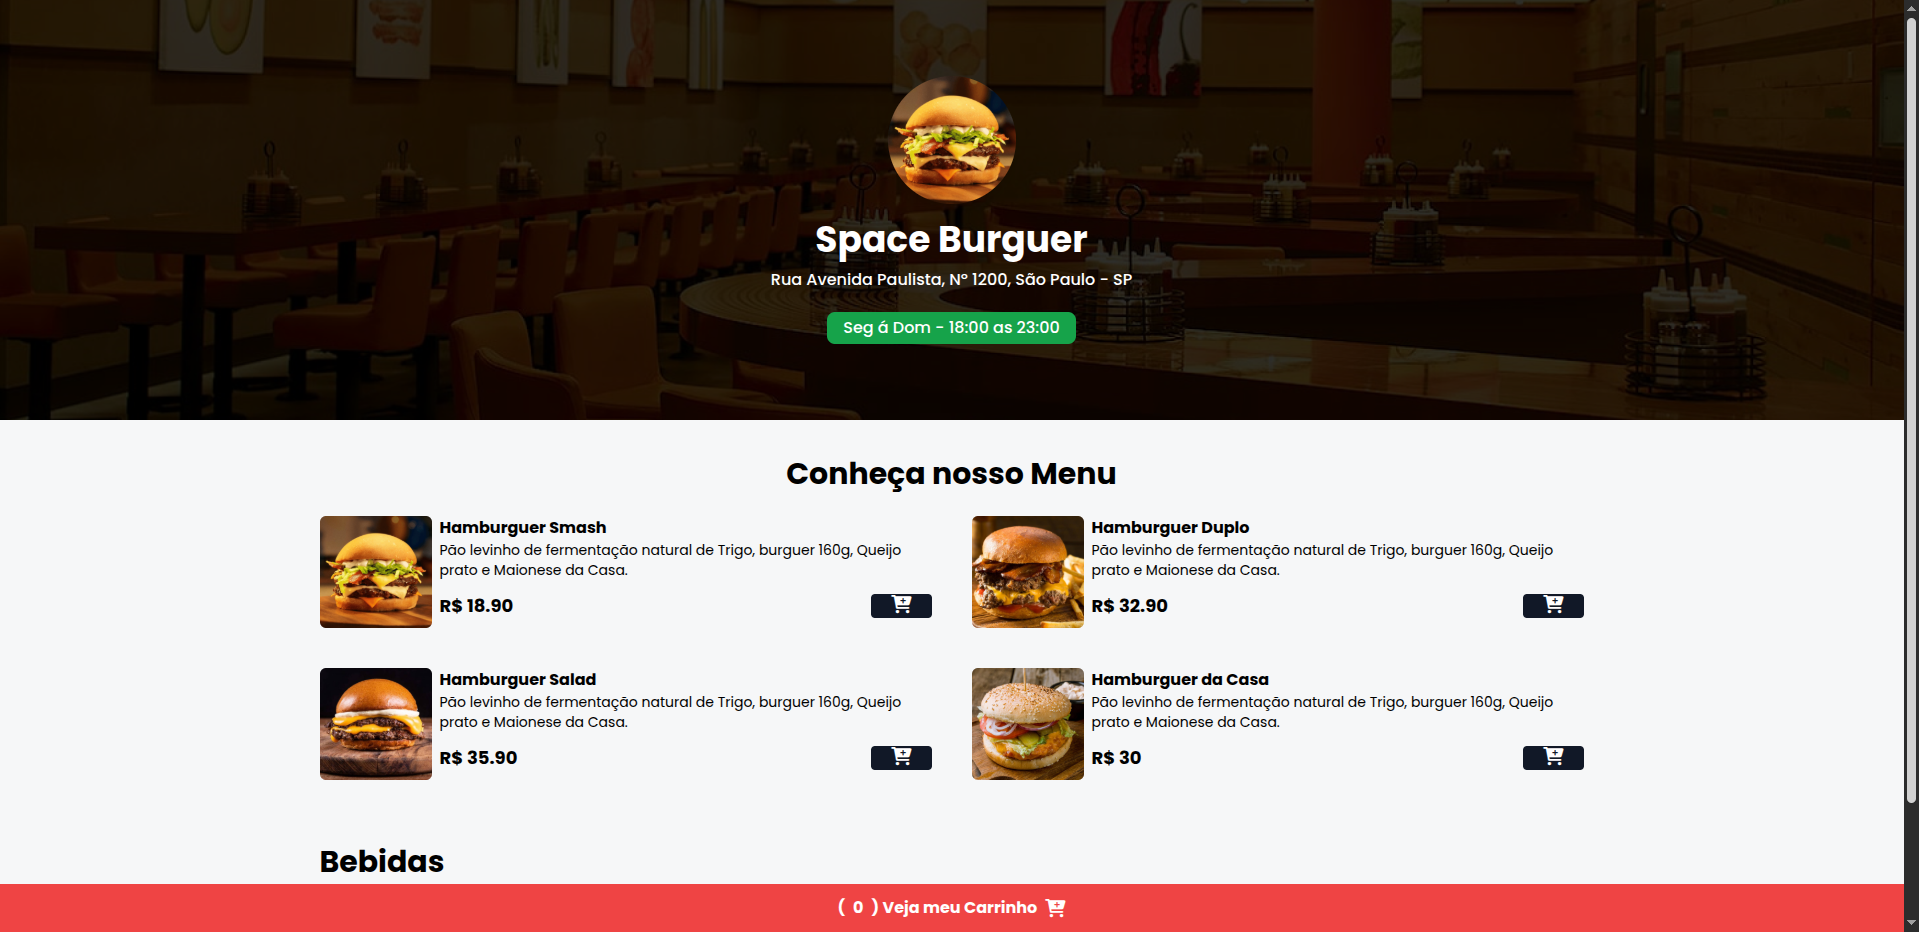 Space Burguer
Rua Avenida Paulista, Nº 1200, São Paulo - SP
Seg á Dom - 18:00 as 23:00
Conheça nosso Menu
Hamburguer Smash
Pão levinho de fermentação natural de Trigo, burguer 160g, Queijo
prato e Maionese da Casa.
R$ 18.90
Hamburguer Duplo
Pão levinho de fermentação natural de Trigo, burguer 160g, Queijo
prato e Maionese da Casa.
R$ 32.90
Hamburguer Salad
Pão levinho de fermentação natural de Trigo, burguer 160g, Queijo
prato e Maionese da Casa.
R$ 35.90
Hamburguer da Casa
Pão levinho de fermentação natural de Trigo, burguer 160g, Queijo
prato e Maionese da Casa.
R$ 30
Bebidas
( 0 ) Veja meu Carrinho